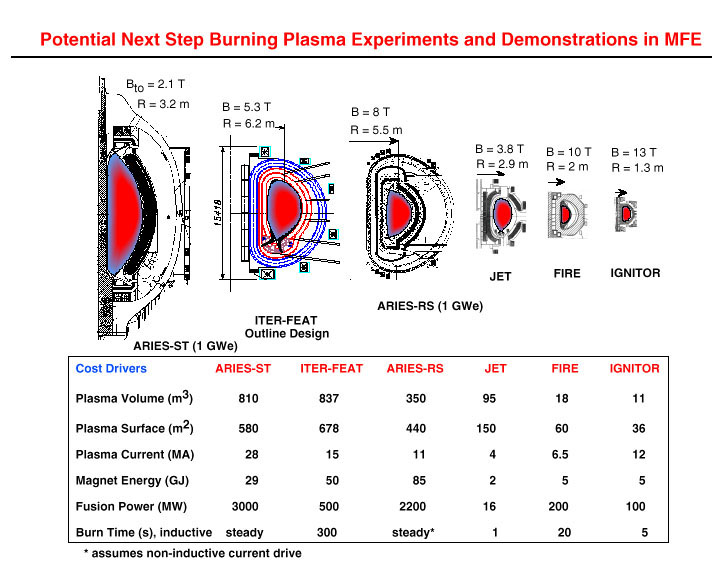 Potential Next Step Burning Plasma Experiments and Demonstrations in MFE
Bto = 2.1 T
R = 3.2 m
B = 5.3 T
R = 6.2 m
B = 8 T
R = 5.5 m
B = 3.8 T
R = 2.9 m
B = 10 T
R = 2 m
B = 13 T
R = 1.3 m
15418
JET
FIRE
IGNITOR
ARIES-RS (1 GWe)
ITER-FEAT
Outline Design
ARIES-ST (1 GWe)
Cost Drivers ARIES-ST ITER-FEAT ARIES-RS JET FIRE IGNITOR
Plasma Volume (m3) 810 837 350 95 18 11
Plasma Surface (m2) 580 678 440 150 60 36
Plasma Current (MA) 28 15 11 4 6.5 12
Magnet Energy (GJ) 29 50 85 2 5 5
Fusion Power (MW) 3000 500 2200 16 200 100
Burn Time (s), inductive steady 300 steady* 1 20 5
* assumes non-inductive current drive